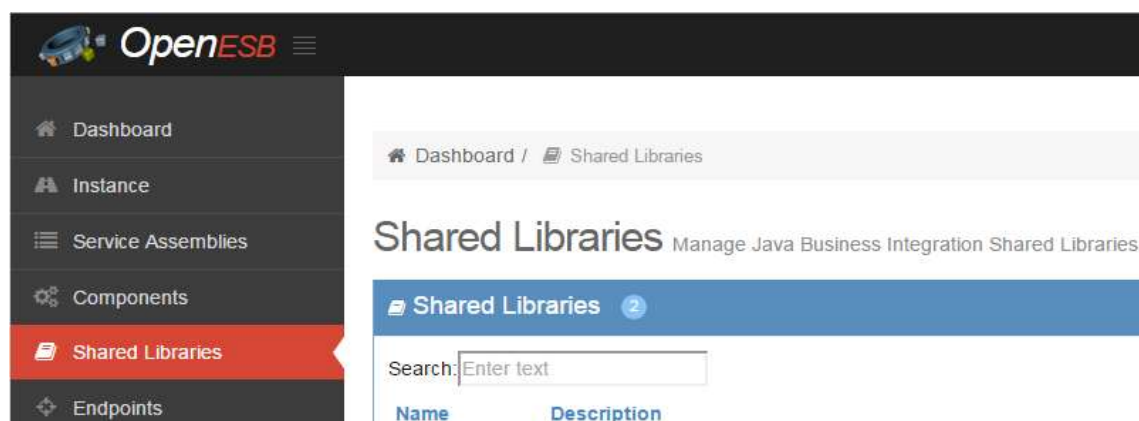 OpenESB
Dashboard
Instance
Service Assemblies
Components
Shared Libraries
Endpoints
Dashboard / Shared Libraries
Shared Libraries Manage Java Business Integration Shared Libraries
Shared Libraries 2
Search: Enter text
Name Description